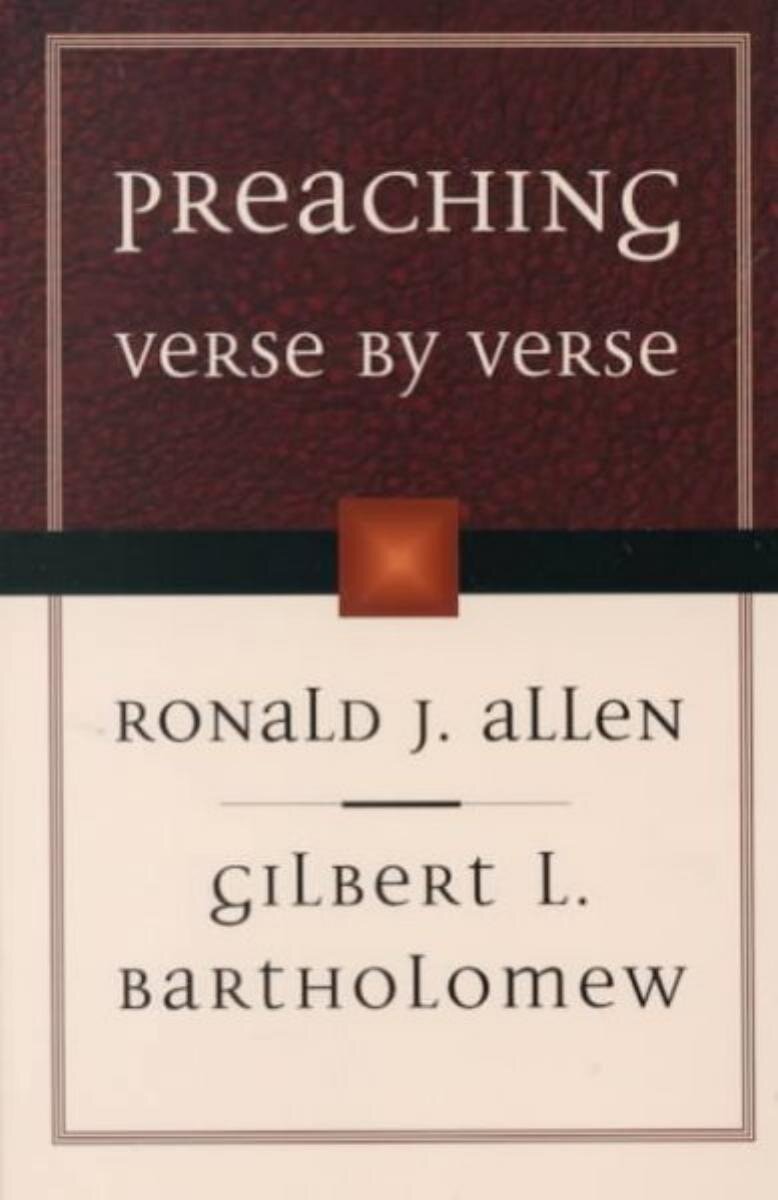 Preaching
Verse by Verse
Ronald J. Allen
Gilbert L.
Bartholomew